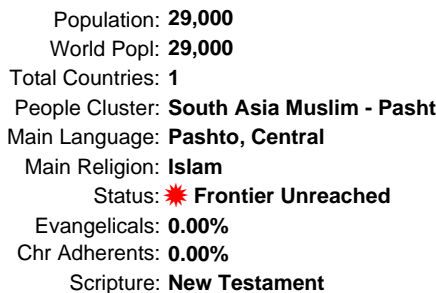 Population: 29,000
World Popl: 29,000
Total Countries: 1
People Cluster: South Asia Muslim - Pasht
Main Language: Pashto, Central
Main Religion: Islam
Status: Frontier Unreached
Evangelicals: 0.00%
Chr Adherents: 0.00%
Scripture: New Testament